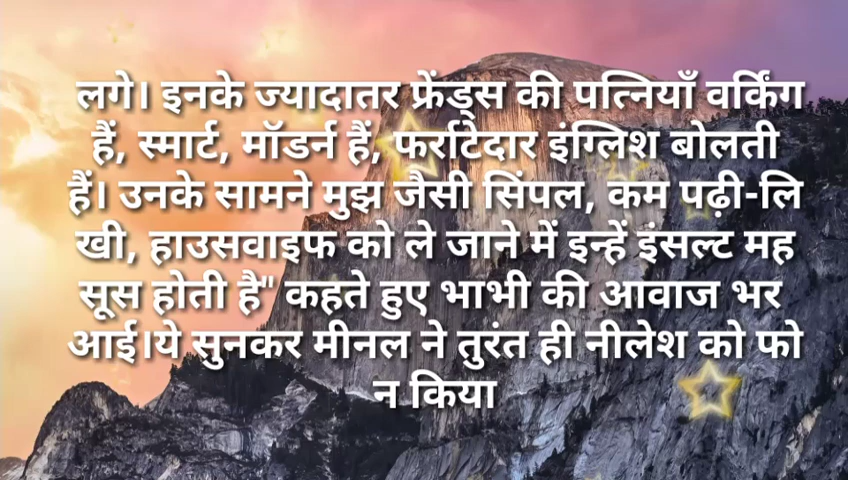 लगे। इनके ज्यादातर फ्रेंड्स की पत्नियाँ वर्किंग
हैं, स्मार्ट, मॉडर्न हैं, फर्राटेदार इंग्लिश बोलती
हैं। उनके सामने मुझ जैसी सिंपल, कम पढ़ी-लि
खी, हाउसवाइफ को ले जाने में इन्हें इंसल्ट मह
सूस होती है" कहते हुए भाभी की आवाज भर
आई।ये सुनकर मीनल ने तुरंत ही नीलेश को फो
न किया